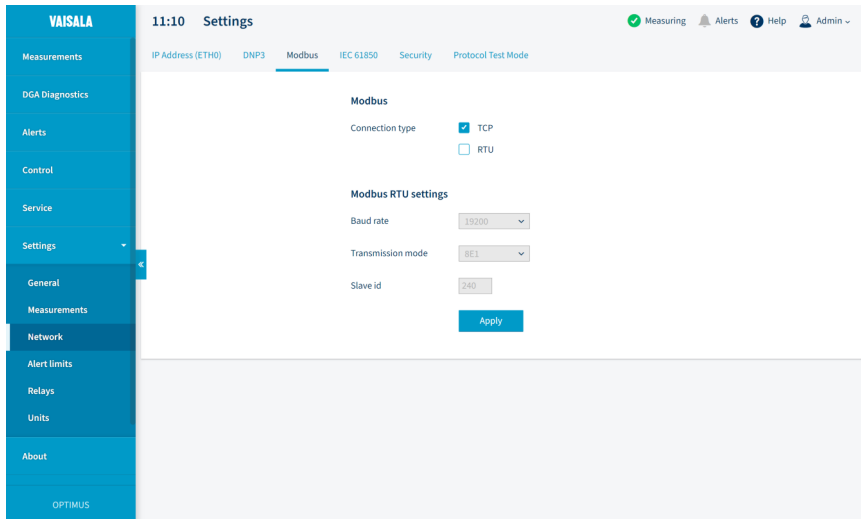 VAISALA
11:10 Settings
Measuring Alerts Help Admin
Measurements
DGA Diagnostics
Alerts
Control
Service
Settings
General
Measurements
Network
Alert limits
Relays
Units
About
OPTIMUS
IP Address (ETH0) DNP3 Modbus IEC 61850 Security Protocol Test Mode
Modbus
Connection type TCP
RTU
Modbus RTU settings
Baud rate 19200
Transmission mode 8E1
Slave id 240
Apply